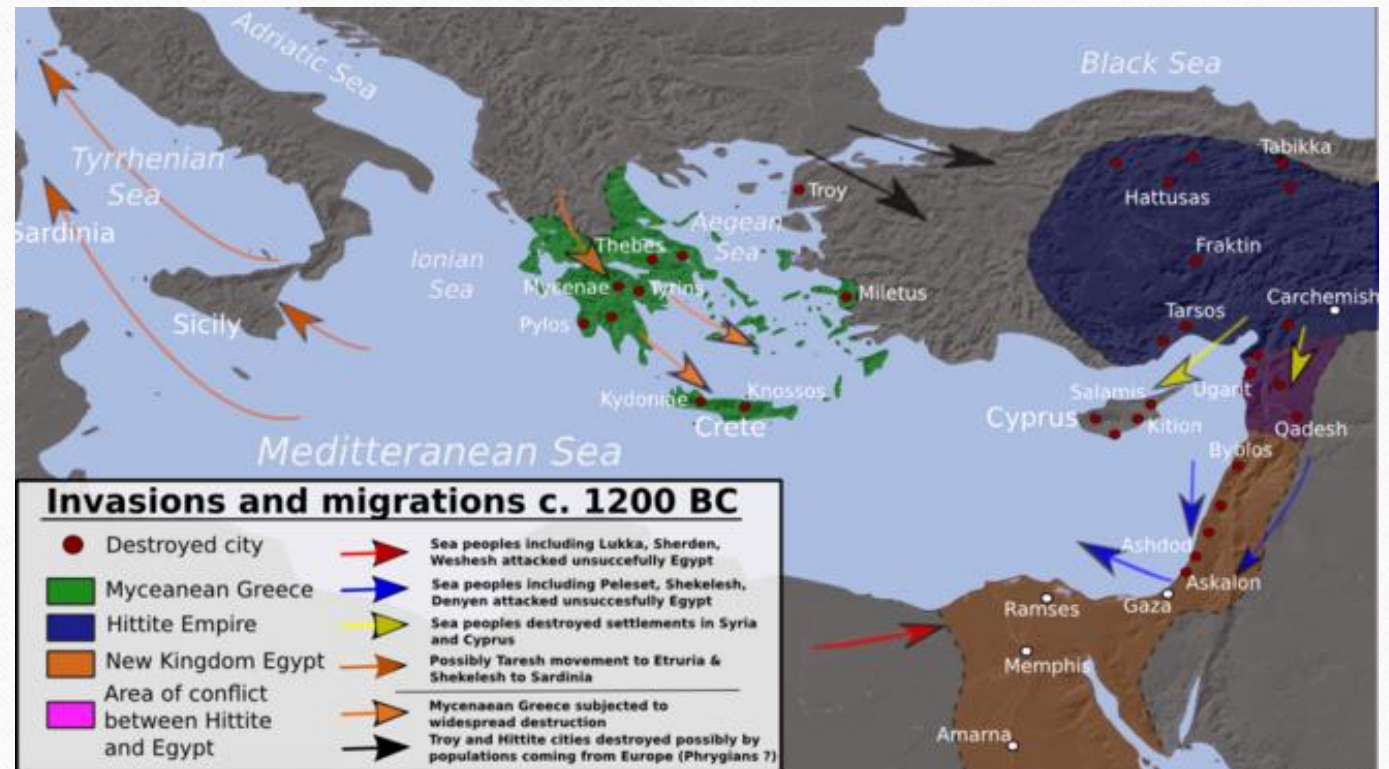 Adriatic Sea
Black Sea
Tyrrhenian
Sea
Sardinia
Sicily
Ionian
Sea
Aegean
Sea
Troy
Thebes
Mycenae
Tyrins
Pylos
Miletus
Kydoniae
Knossos
Crete
Meditteranean Sea
Tabikka
Hattusas
Fraktin
Carchemish
Tarsos
Salamis
Ugarit
Cyprus
Kition
Qadesh
Byblos
Ashdod
Askalon
Gaza
Ramses
Memphis
Amarna
Invasions and migrations c. 1200 BC
Destroyed city
Myceanean Greece
Hittite Empire
New Kingdom Egypt
Area of conflict
between Hittite
and Egypt
Sea peoples including Lukka, Sherden,
Weshesh attacked unsuccefully Egypt
Sea peoples including Peleset, Shekelesh,
Denyen attacked unsuccesfully Egypt
Sea peoples destroyed settlements in Syria
and Cyprus
Possibly Taresh movement to Etruria &
Shekelesh to Sardinia
Mycenaean Greece subjected to
widespread destruction
Troy and Hittite cities destroyed possibly by
populations coming from Europe (Phrygians ?)